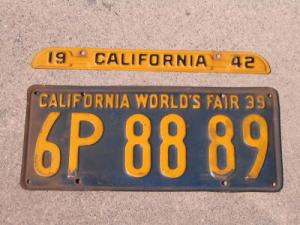 19 CALIFORNIA 42
CALIFORNIA WORLD'S FAIR 39
6P 88 89